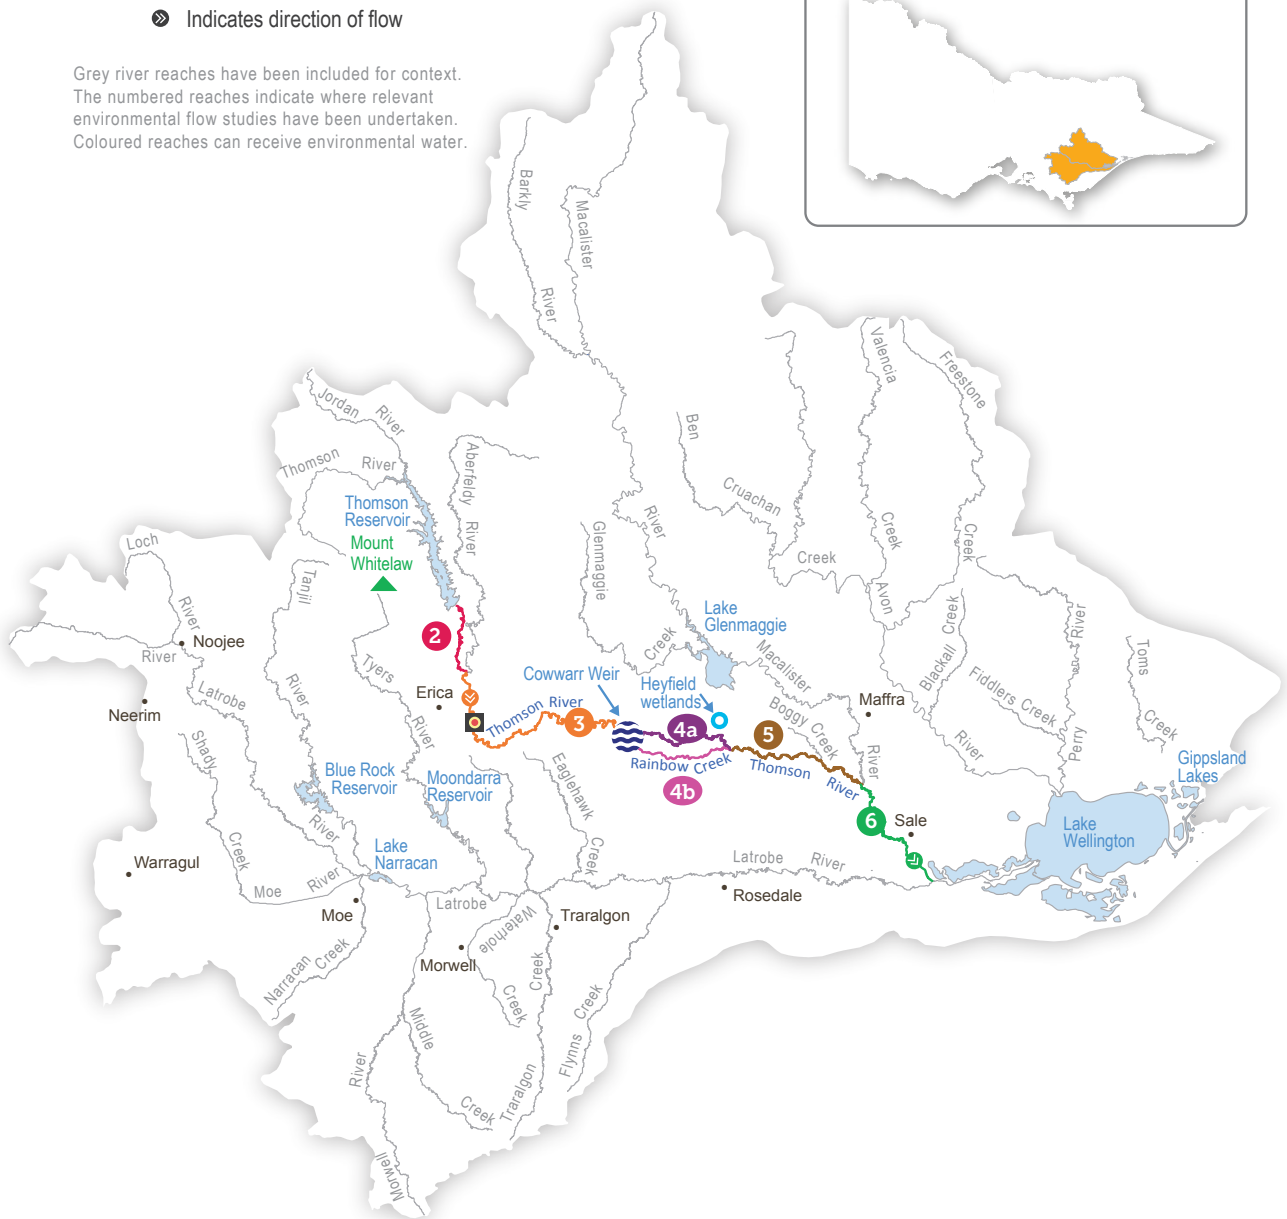 Indicates direction of flow
Grey river reaches have been included for context.
The numbered reaches indicate where relevant
environmental flow studies have been undertaken.
Coloured reaches can receive environmental water.
Barkly
River
Macalister
River
Jordan
River
Thomson
River
Aberfeldy
River
Thomson
Reservoir
Mount
Whitelaw
Loch
River
Noojee
River
Tanjil
River
Latrobe
River
Neerim
Shady
Creek
Tyers
River
Erica
2
Glenmaggie
Creek
Ben
Cruachan
Creek
Valencia
Creek
Freestone
Creek
Avon
River
Blackall Creek
Fiddlers Creek
Perry
River
Toms
Creek
Lake
Glenmaggie
Macalister
River
Maffra
Boggy
Creek
Cowwarr Weir
Heyfield
wetlands
Thomson River
3
4a
5
Rainbow Creek
4b
Thomson
River
6
Sale
Gippsland
Lakes
Lake
Wellington
Blue Rock
Reservoir
Moondarra
Reservoir
Eaglehawk
Creek
Lake
Narracan
Warragul
Moe
River
Moe
Latrobe
River
Rosedale
Latrobe
Waterhole
Creek
Traralgon
Morwell
Narracan
Creek
Middle
Creek
Traralgon
Creek
Flynns
Creek
River
Morwell